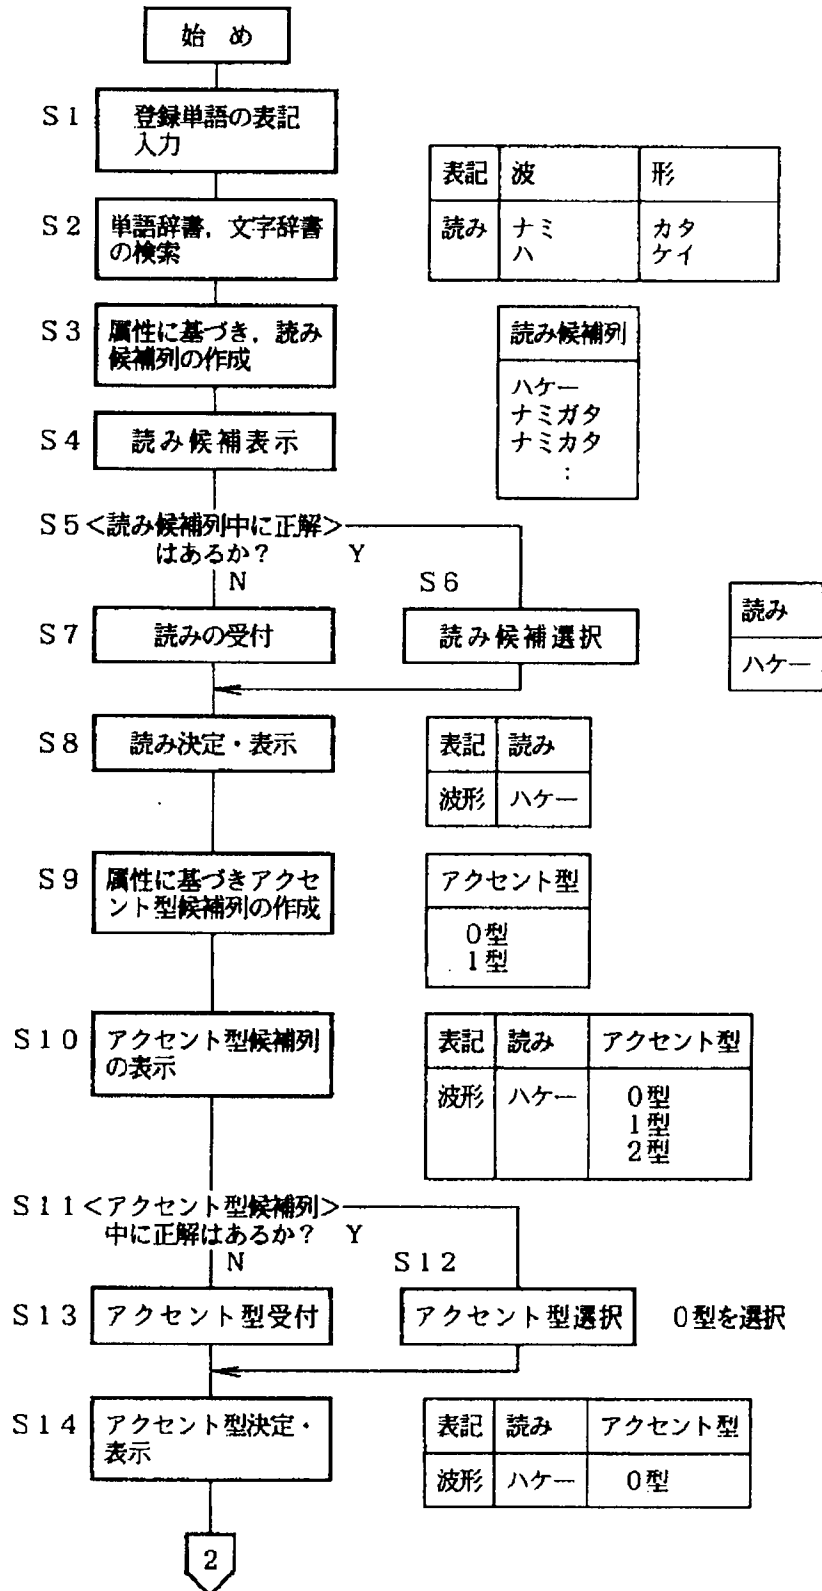 始め
S1 登録単語の表記
入力
表記 波 形
読み ナミ カタ
ハ ケイ
S2 単語辞書，文字辞書
の検索
S3 属性に基づき，読み
候補列の作成
読み候補列
ハケー
ナミガタ
ナミカタ
：
S4 読み候補表示
S5 <読み候補列中に正解>
はあるか？ Y
N
S6
読み候補選択
読み
ハケー
S7 読みの受付
S8 読み決定・表示
表記 読み
波形 ハケー
S9 属性に基づきアクセ
ント型候補列の作成
アクセント型
0型
1型
S10 アクセント型候補列
の表示
表記 読み アクセント型
波形 ハケー 0型
1型
2型
S11 <アクセント型候補列>
中に正解はあるか？ Y
N
S12
アクセント型選択 0型を選択
S13 アクセント型受付
S14 アクセント型決定・
表示
表記 読み アクセント型
波形 ハケー 0型
2